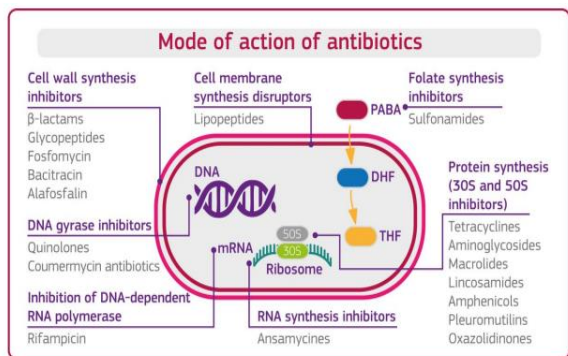 Mode of action of antibiotics
Cell wall synthesis
inhibitors
β-lactams
Glycopeptides
Fosfomycin
Bacitracin
Alafosfalin
Cell membrane
synthesis disruptors
Lipopeptides
PABA
Folate synthesis
inhibitors
Sulfonamides
DNA
DHF
THF
DNA gyrase inhibitors
Quinolones
Coumermycin antibiotics
mRNA
50S
30S
Ribosome
Protein synthesis
(30S and 50S
inhibitors)
Tetracyclines
Aminoglycosides
Macrolides
Lincosamides
Amphenicols
Pleuromutilins
Oxazolidinones
Inhibition of DNA-dependent
RNA polymerase
Rifampicin
RNA synthesis inhibitors
Ansamycines